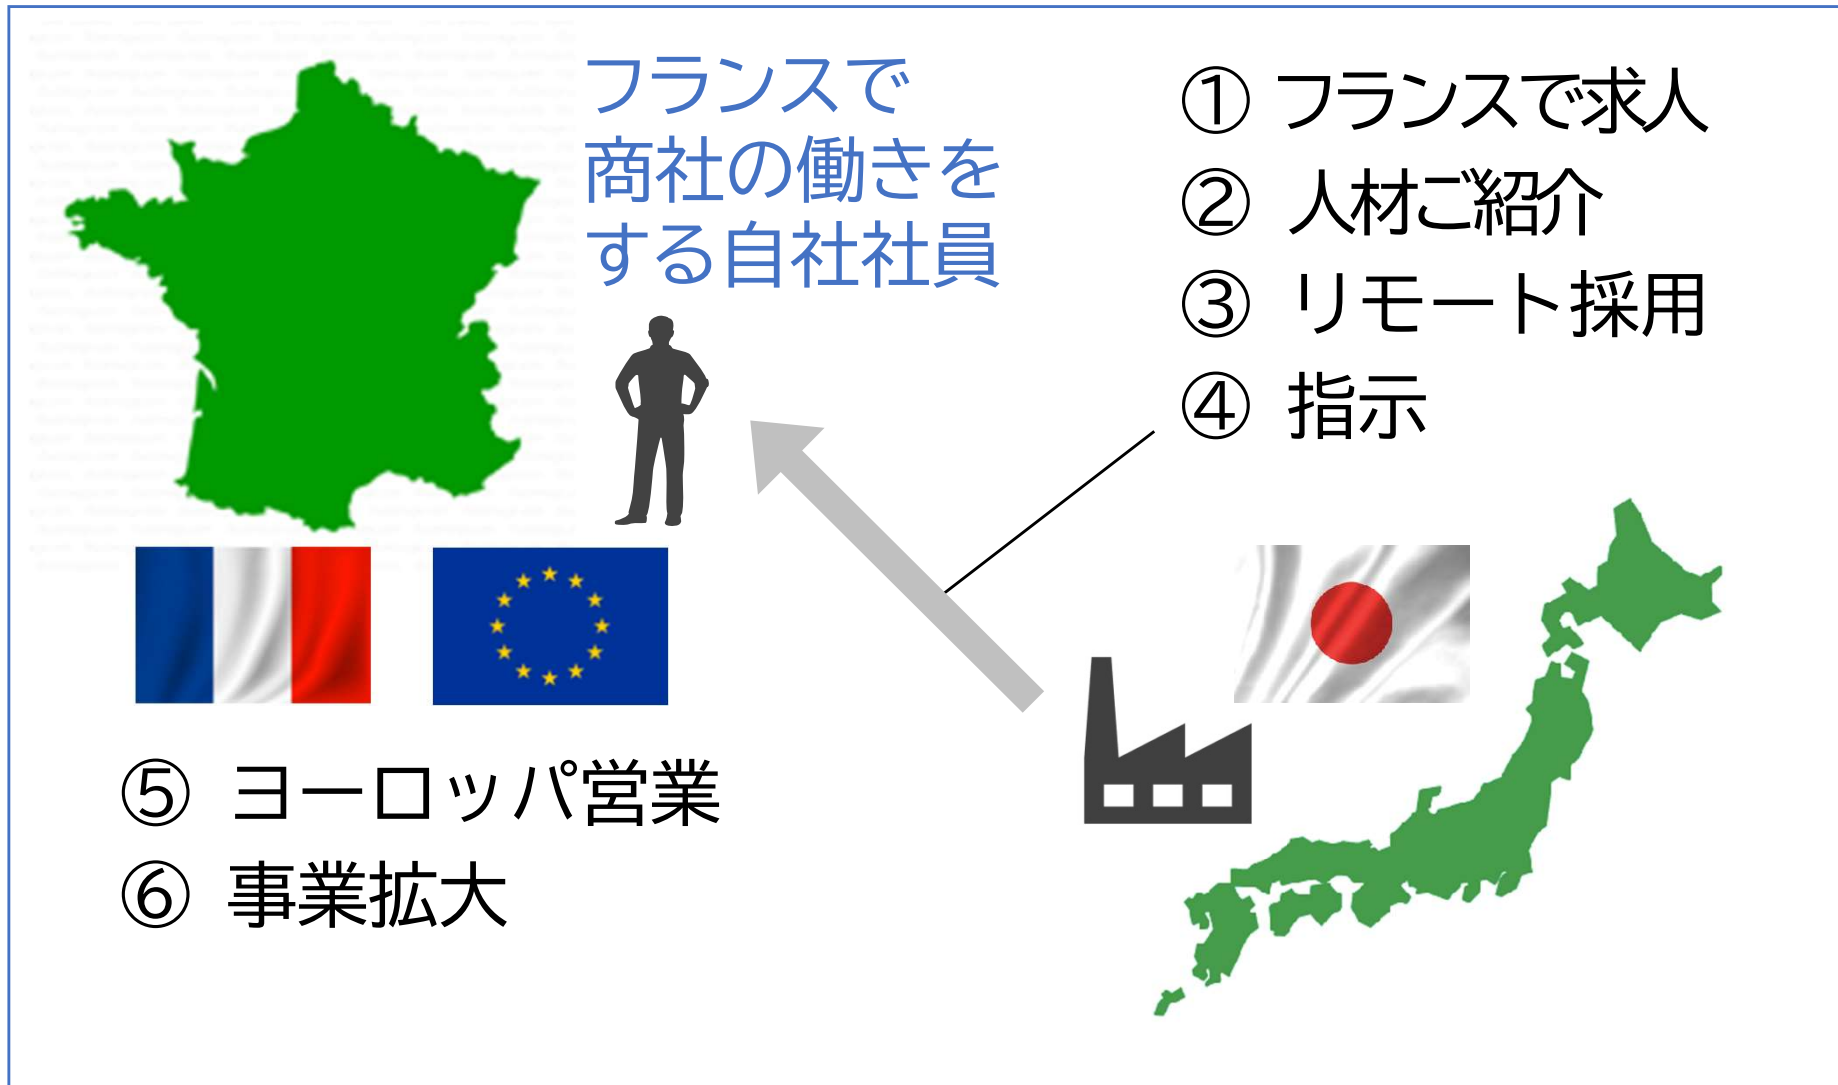 フランスで
商社の働きを
する自社社員
① フランスで求人
② 人材ご紹介
③ リモート採用
④ 指示
⑤ ヨーロッパ営業
⑥ 事業拡大